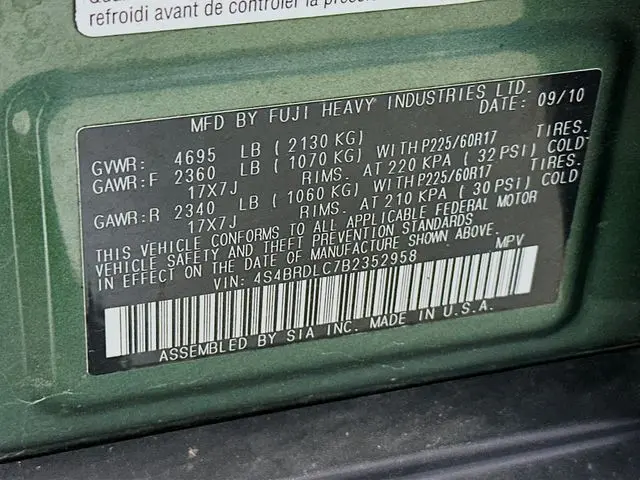 refroidi avant de contrôler la
MFD BY FUJI HEAVY INDUSTRIES LTD.
DATE: 09/10
GVWR: 4695 LB (2130 KG)
GAWR:F 2360 LB (1070 KG) WITH P225/60R17 TIRES.
17X7J RIMS. AT 220 KPA (32 PSI) COLD
GAWR:R 2340 LB (1060 KG) WITH P225/60R17 TIRES.
17X7J RIMS. AT 210 KPA (30 PSI) COLD
THIS VEHICLE CONFORMS TO ALL APPLICABLE FEDERAL MOTOR
VEHICLE SAFETY AND THEFT PREVENTION STANDARDS
IN EFFECT ON THE DATE OF MANUFACTURE SHOWN ABOVE.
VIN: 4S4BRDLC7B2352958 MPV
ASSEMBLED BY SIA INC. MADE IN U.S.A.